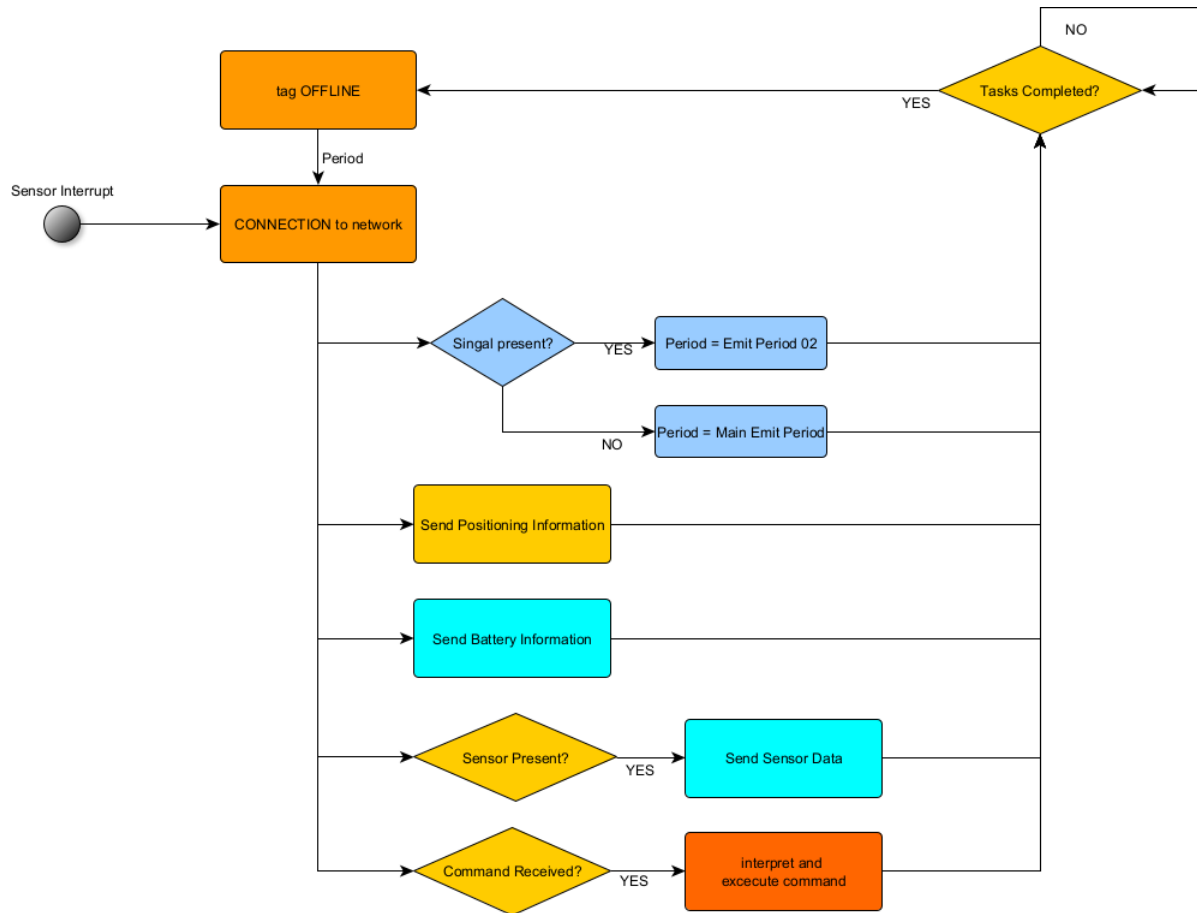 NO
tag OFFLINE
YES
Tasks Completed?
Period
Sensor Interrupt
CONNECTION to network
Singal present?
YES
Period = Emit Period 02
NO
Period = Main Emit Period
Send Positioning Information
Send Battery Information
Sensor Present?
YES
Send Sensor Data
Command Received?
YES
interpret and
excecute command